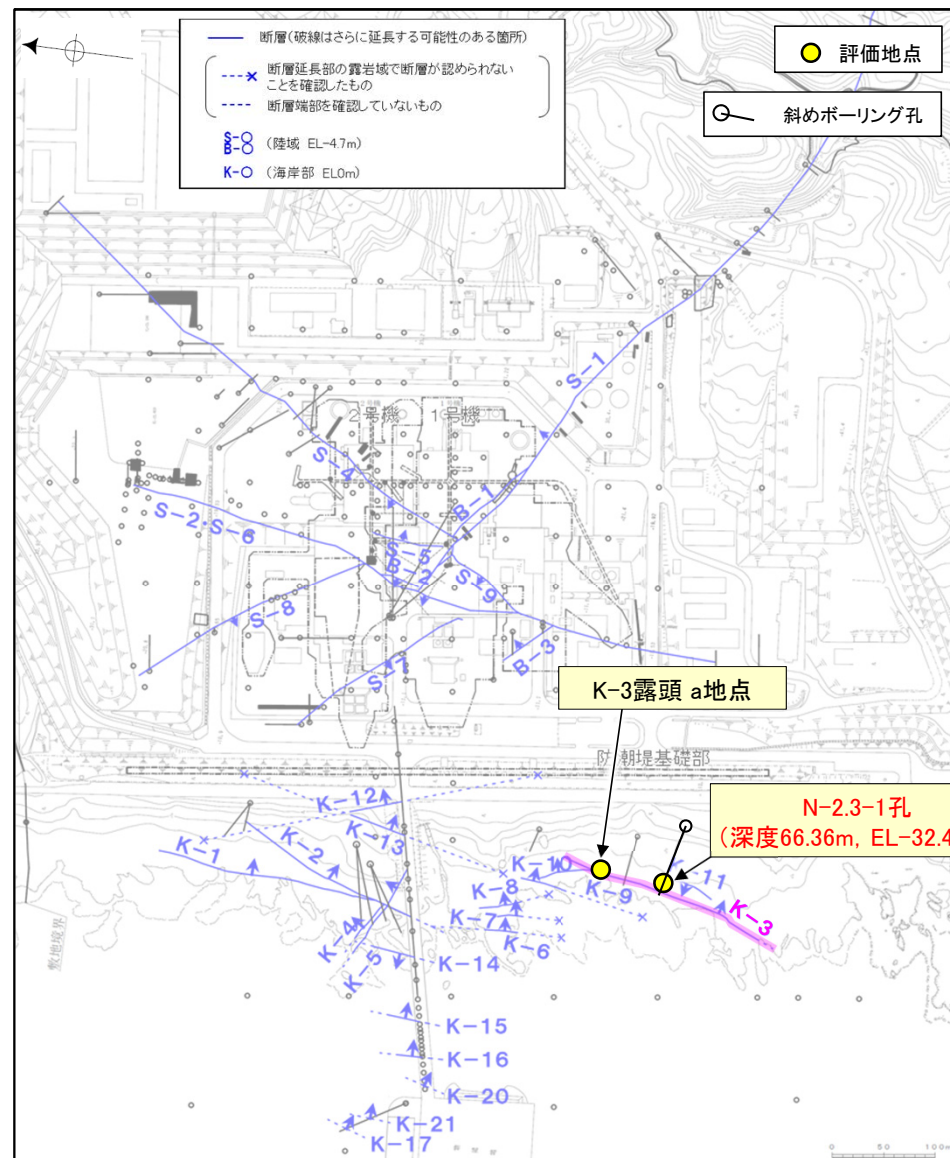 断層(破線はさらに延長する可能性のある箇所)
断層延長部の露岩域で断層が認められない
ことを確認したもの
断層端部を確認していないもの
S-○
B-○
(陸域 EL-4.7m)
K-○ (海岸部 EL0m)
評価地点
斜めボーリング孔
S-1
2号機
1号機
S-4
B-1
S-2・S-6
S-5
B-2
S-9
S-8
B-3
S-7
K-3露頭 a地点
防潮堤基礎部
N-2.3-1孔
(深度66.36m, EL-32.4
K-12
K-13
K-1
K-2
K-10
K-9
K-8
K-11
K-3
K-7
K-6
K-4
K-5
K-14
敷地境界
K-15
K-16
K-20
K-21
K-17
0 50 100m